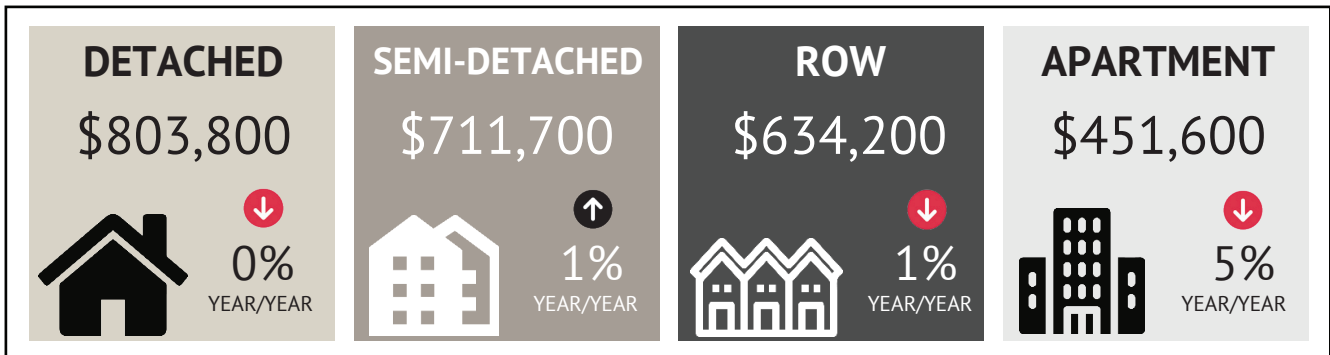 DETACHED
$803,800
0%
YEAR/YEAR
SEMI-DETACHED
$711,700
1%
YEAR/YEAR
ROW
$634,200
1%
YEAR/YEAR
APARTMENT
$451,600
5%
YEAR/YEAR